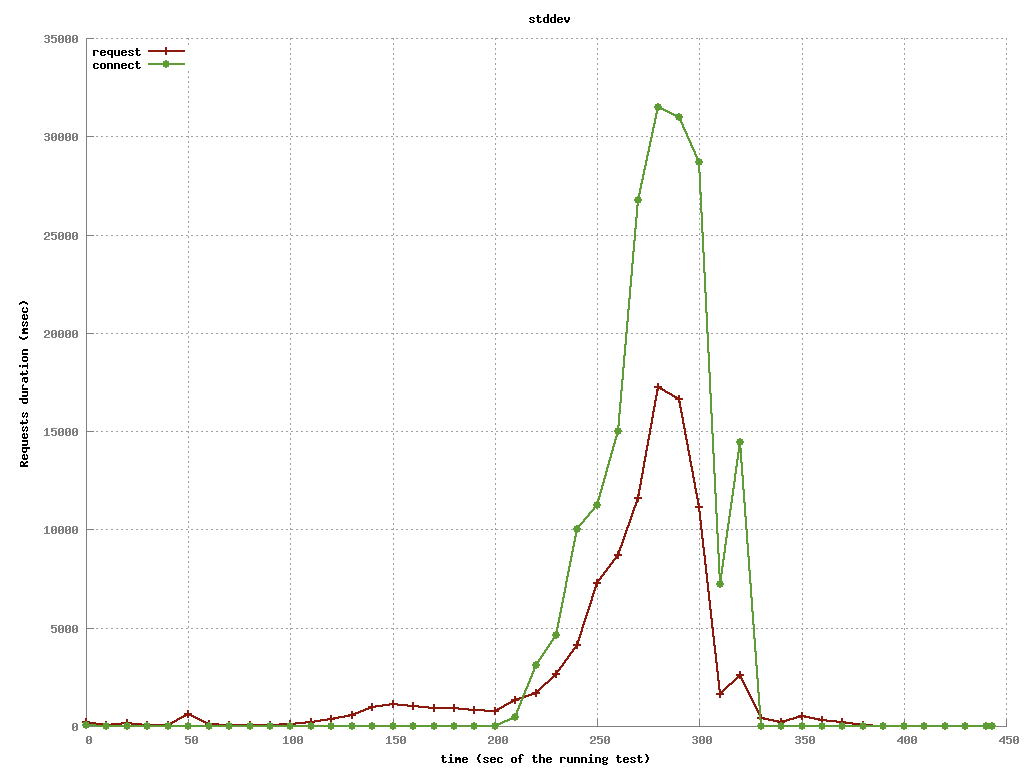 stddev
35000
request
connect
30000
25000
20000
Requests duration (msec)
15000
10000
5000
0
0 50 100 150 200 250 300 350 400 450
time (sec of the running test)